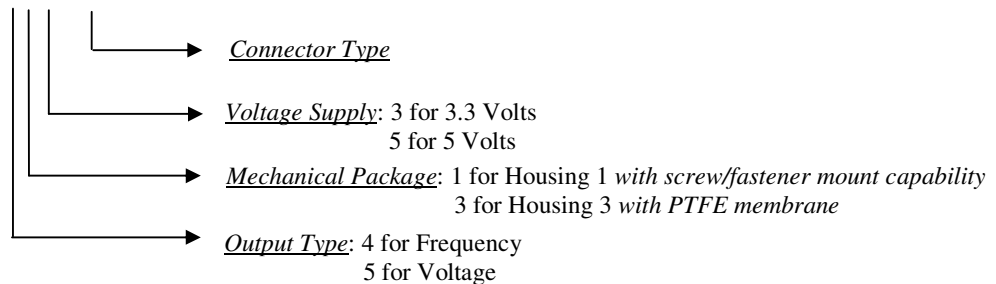 Connector Type
Voltage Supply: 3 for 3.3 Volts
5 for 5 Volts
Mechanical Package: 1 for Housing 1 with screw/fastener mount capability
3 for Housing 3 with PTFE membrane
Output Type: 4 for Frequency
5 for Voltage